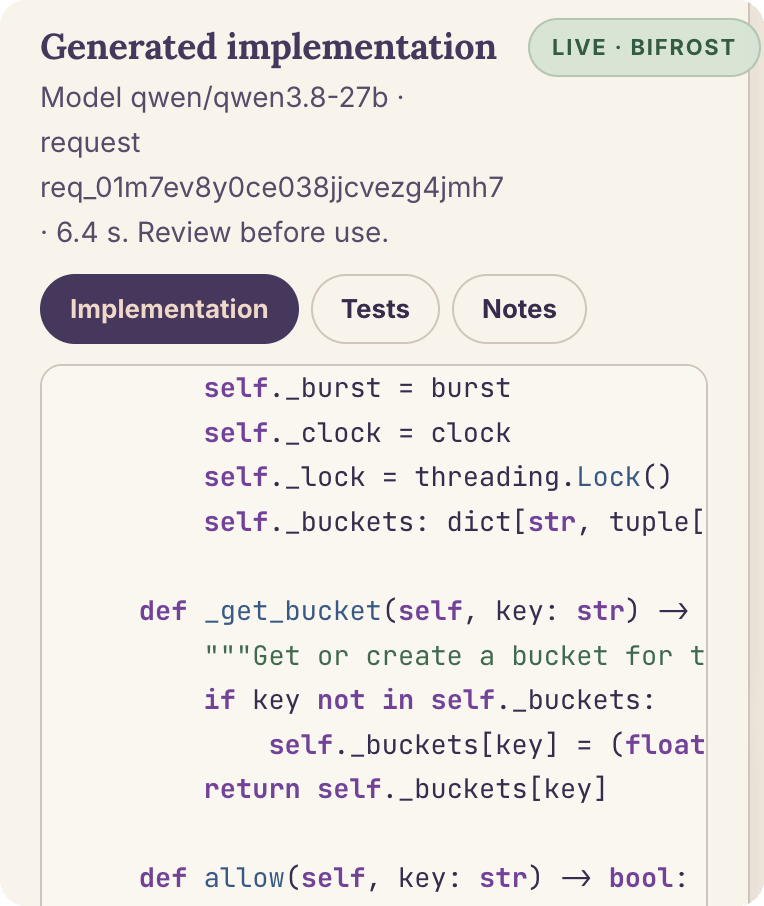 Generated implementation
LIVE · BIFROST
Model qwen/qwen3.8-27b ·
request
req_01m7ev8y0ce038jjcvezg4jmh7
· 6.4 s. Review before use.
Implementation
Tests
Notes
self._burst = burst
self._clock = clock
self._lock = threading.Lock()
self._buckets: dict[str, tuple[
def _get_bucket(self, key: str) ->
"""Get or create a bucket for t
if key not in self._buckets:
self._buckets[key] = (float
return self._buckets[key]
def allow(self, key: str) -> bool: